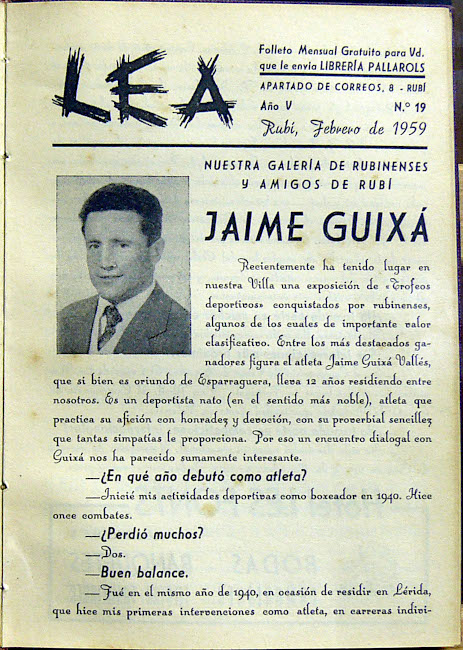 LEA
Folleto Mensual Gratuito para Vd.
que le envía LIBRERÍA PALLAROLS
APARTADO DE CORREOS, 8 - RUBÍ
Año V N.º 19
Rubí, Febrero de 1959
NUESTRA GALERÍA DE RUBINENSES
Y AMIGOS DE RUBÍ
JAIME GUIXÁ
Recientemente ha tenido lugar en
nuestra Villa una exposición de «Trofeos
deportivos» conquistados por rubinenses,
algunos de los cuales de importante valor
clasificativo. Entre los más destacados ga-
nadores figura el atleta Jaime Guixá Vallés,
que si bien es oriundo de Esparraguera, lleva 12 años residiendo entre
nosotros. Es un deportista nato (en el sentido más noble), atleta que
practica su afición con honradez y devoción, con su proverbial sencillez
que tantas simpatías le proporciona. Por eso un encuentro dialogal con
Guixá nos ha parecido sumamente interesante.
—¿En qué año debutó como atleta?
—Inicié mis actividades deportivas como boxeador en 1940. Hice
once combates.
—¿Perdió muchos?
—Dos.
—Buen balance.
—Fué en el mismo año de 1940, en ocasión de residir en Lérida,
que hice mis primeras intervenciones como atleta, en carreras indivi-